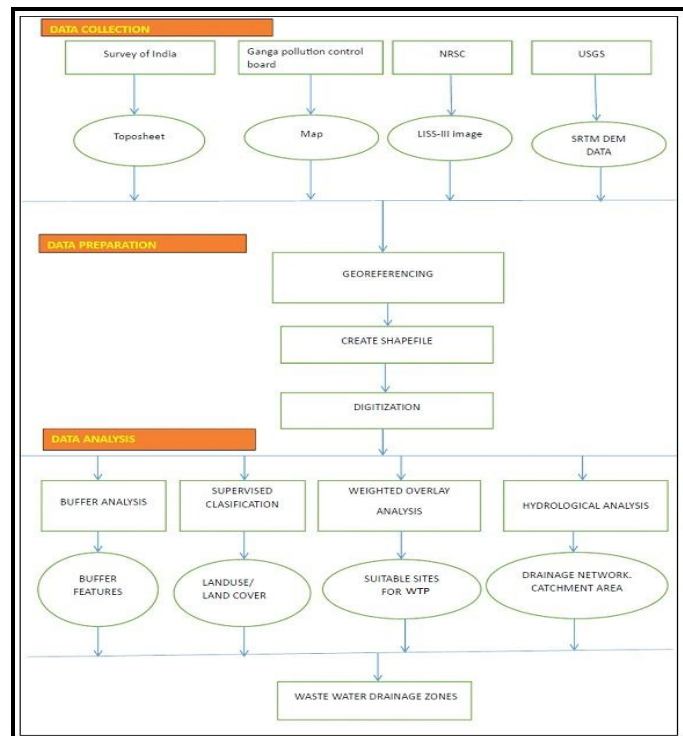 DATA COLLECTION
Survey of India
Ganga pollution control
board
NRSC
USGS
Toposheet
Map
LISS-III image
SRTM DEM
DATA
DATA PREPARATION
GEOREFERENCING
CREATE SHAPEFILE
DIGITIZATION
DATA ANALYSIS
BUFFER ANALYSIS
SUPERVISED
CLASIFICATION
WEIGHTED OVERLAY
ANALYSIS
HYDROLOGICAL ANALYSIS
BUFFER
FEATURES
LANDUSE/
LAND COVER
SUITABLE SITES
FOR WTP
DRAINAGE NETWORK.
CATCHMENT AREA
WASTE WATER DRAINAGE ZONES